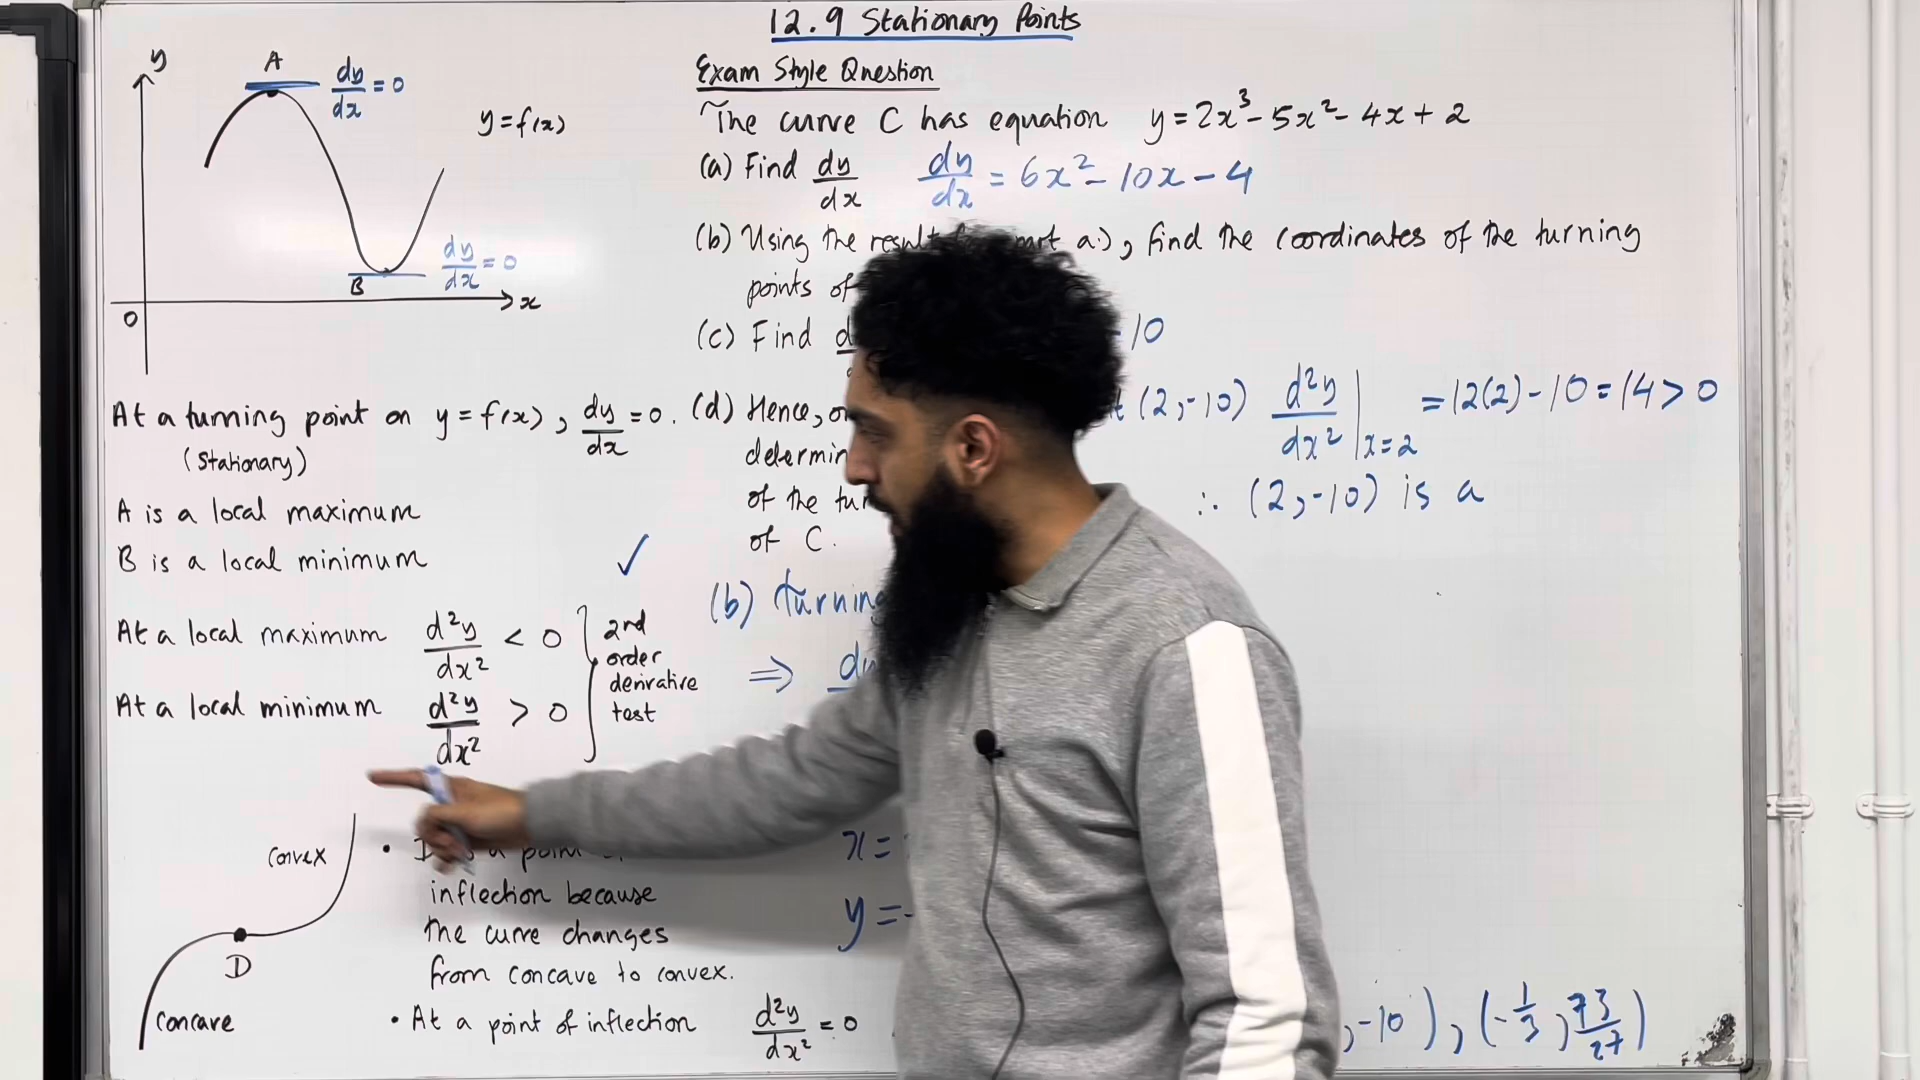 12.9 Stationary Points
y
A
dy/dx = 0
y = f(x)
dy/dx = 0
B
x
0
At a turning point on y = f(x), dy/dx = 0.
(Stationary)
A is a local maximum
B is a local minimum
✓
At a local maximum d²y/dx² < 0
At a local minimum d²y/dx² > 0
2nd
order
derivative
test
convex
D
concave
• is a point
inflection because
the curve changes
from concave to convex.
• At a point of inflection d²y/dx² = 0
Exam Style Question
The curve C has equation y = 2x³ - 5x² - 4x + 2
(a) Find dy/dx dy/dx = 6x² - 10x - 4
(b) Using the result part a), find the coordinates of the turning
points of
(c) Find - 10
(d) Hence, (2, -10) d²y/dx² |x=2 = 12(2) - 10 = 14 > 0
of the
of C.
∴ (2, -10) is a
(b) turning
⇒
x =
y = -
, -10), (-1/3, 73/27)